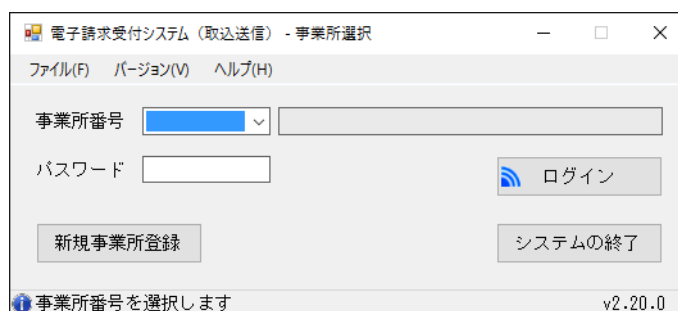 電子請求受付システム（取込送信） - 事業所選択
ファイル(F) バージョン(V) ヘルプ(H)
事業所番号
パスワード
ログイン
新規事業所登録
システムの終了
事業所番号を選択します
v2.20.0